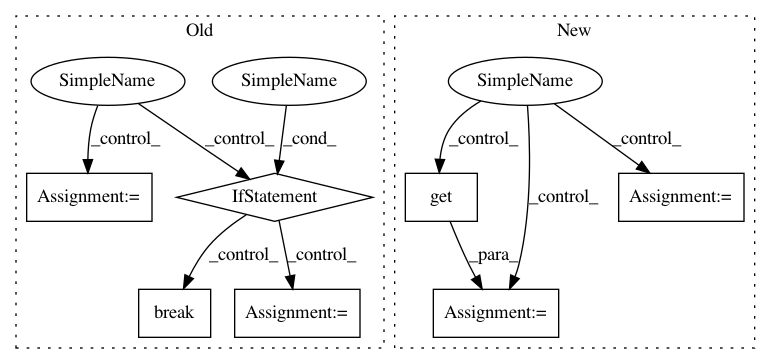 Old
New
SimpleName
SimpleName
SimpleName
_control_
_control_
_cond_
_control_
_control_
_control_
Assignment:=
IfStatement
get
Assignment:=
_control_
_control_
_para_
break
Assignment:=
Assignment:=